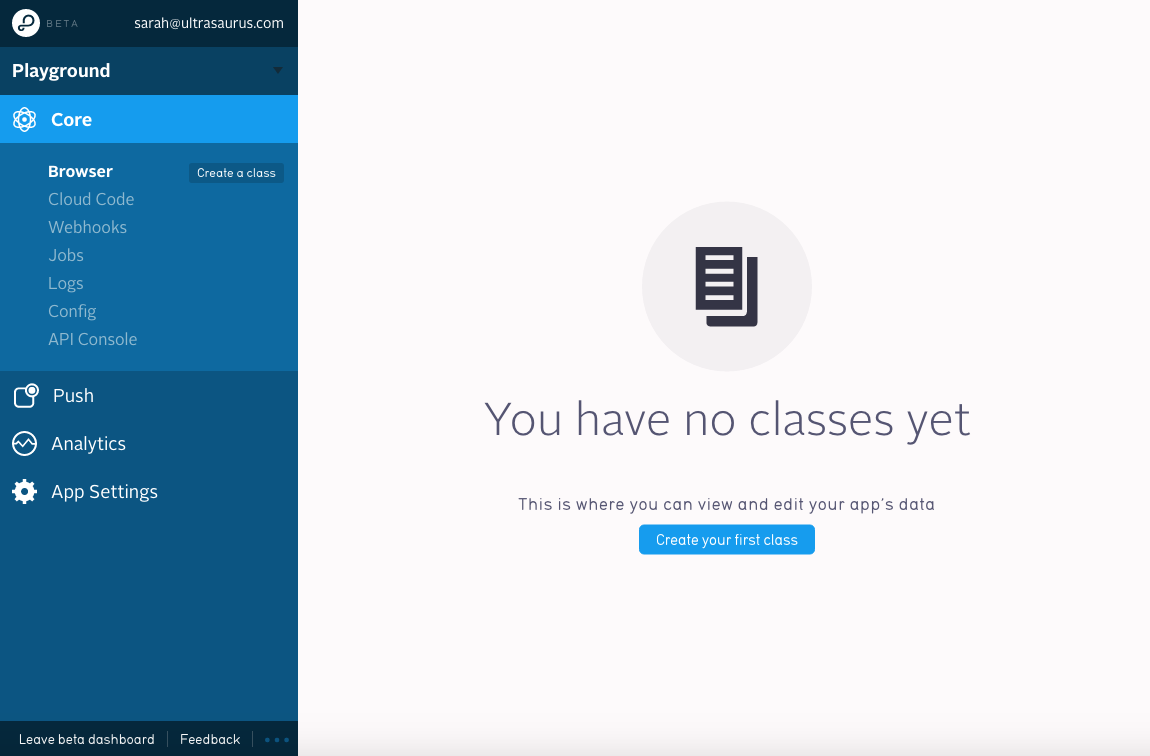 BETA sarah@ultrasaurus.com
Playground
Core
Browser Create a class
Cloud Code
Webhooks
Jobs
Logs
Config
API Console
Push
Analytics
App Settings
Leave beta dashboard Feedback
You have no classes yet
This is where you can view and edit your app's data
Create your first class